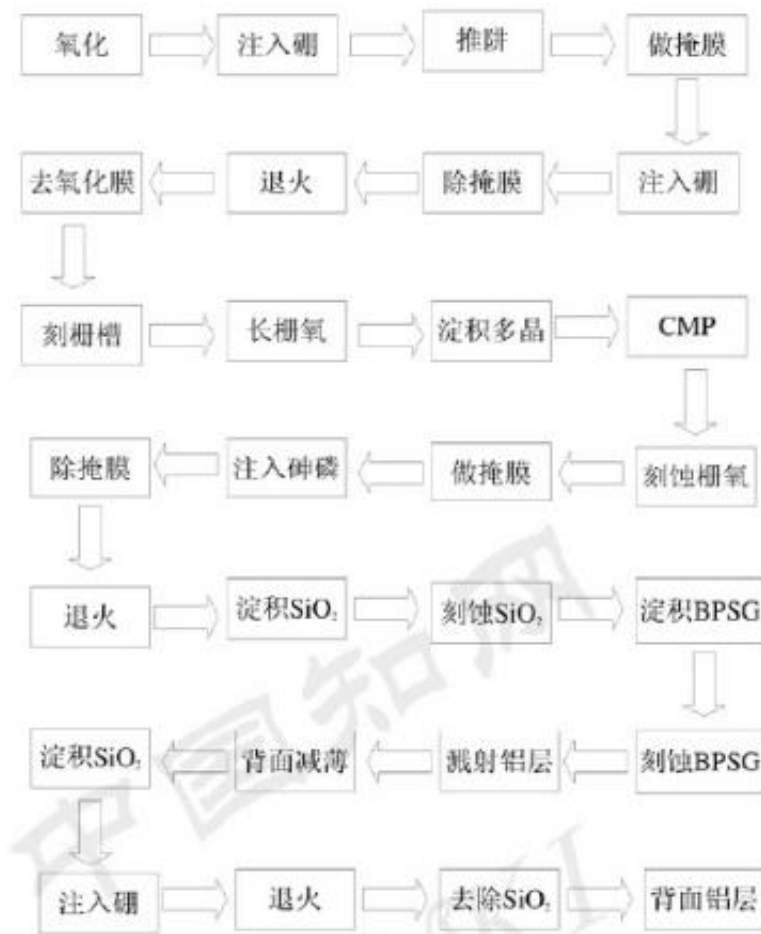 氧化 注入硼 推阱 做掩膜
去氧化膜 退火 除掩膜 注入硼
刻栅槽 长栅氧 淀积多晶 CMP
除掩膜 注入砷磷 做掩膜 刻蚀栅氧
退火 淀积SiO₂ 刻蚀SiO₂ 淀积BPSG
淀积SiO₂ 背面减薄 溅射铝层 刻蚀BPSG
注入硼 退火 去除SiO₂ 背面铝层
中国知网